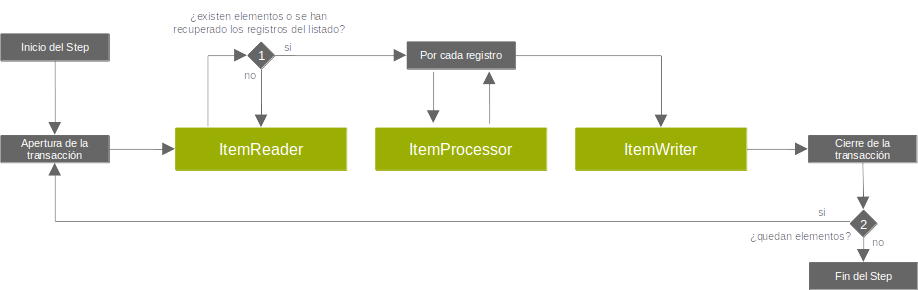 ¿existen elementos o se han
recuperado los registros del listado?
Inicio del Step
1
si
no
Por cada registro
Apertura de la
transacción
ItemReader
ItemProcessor
ItemWriter
Cierre de la
transacción
si
2
¿quedan elementos?
no
Fin del Step